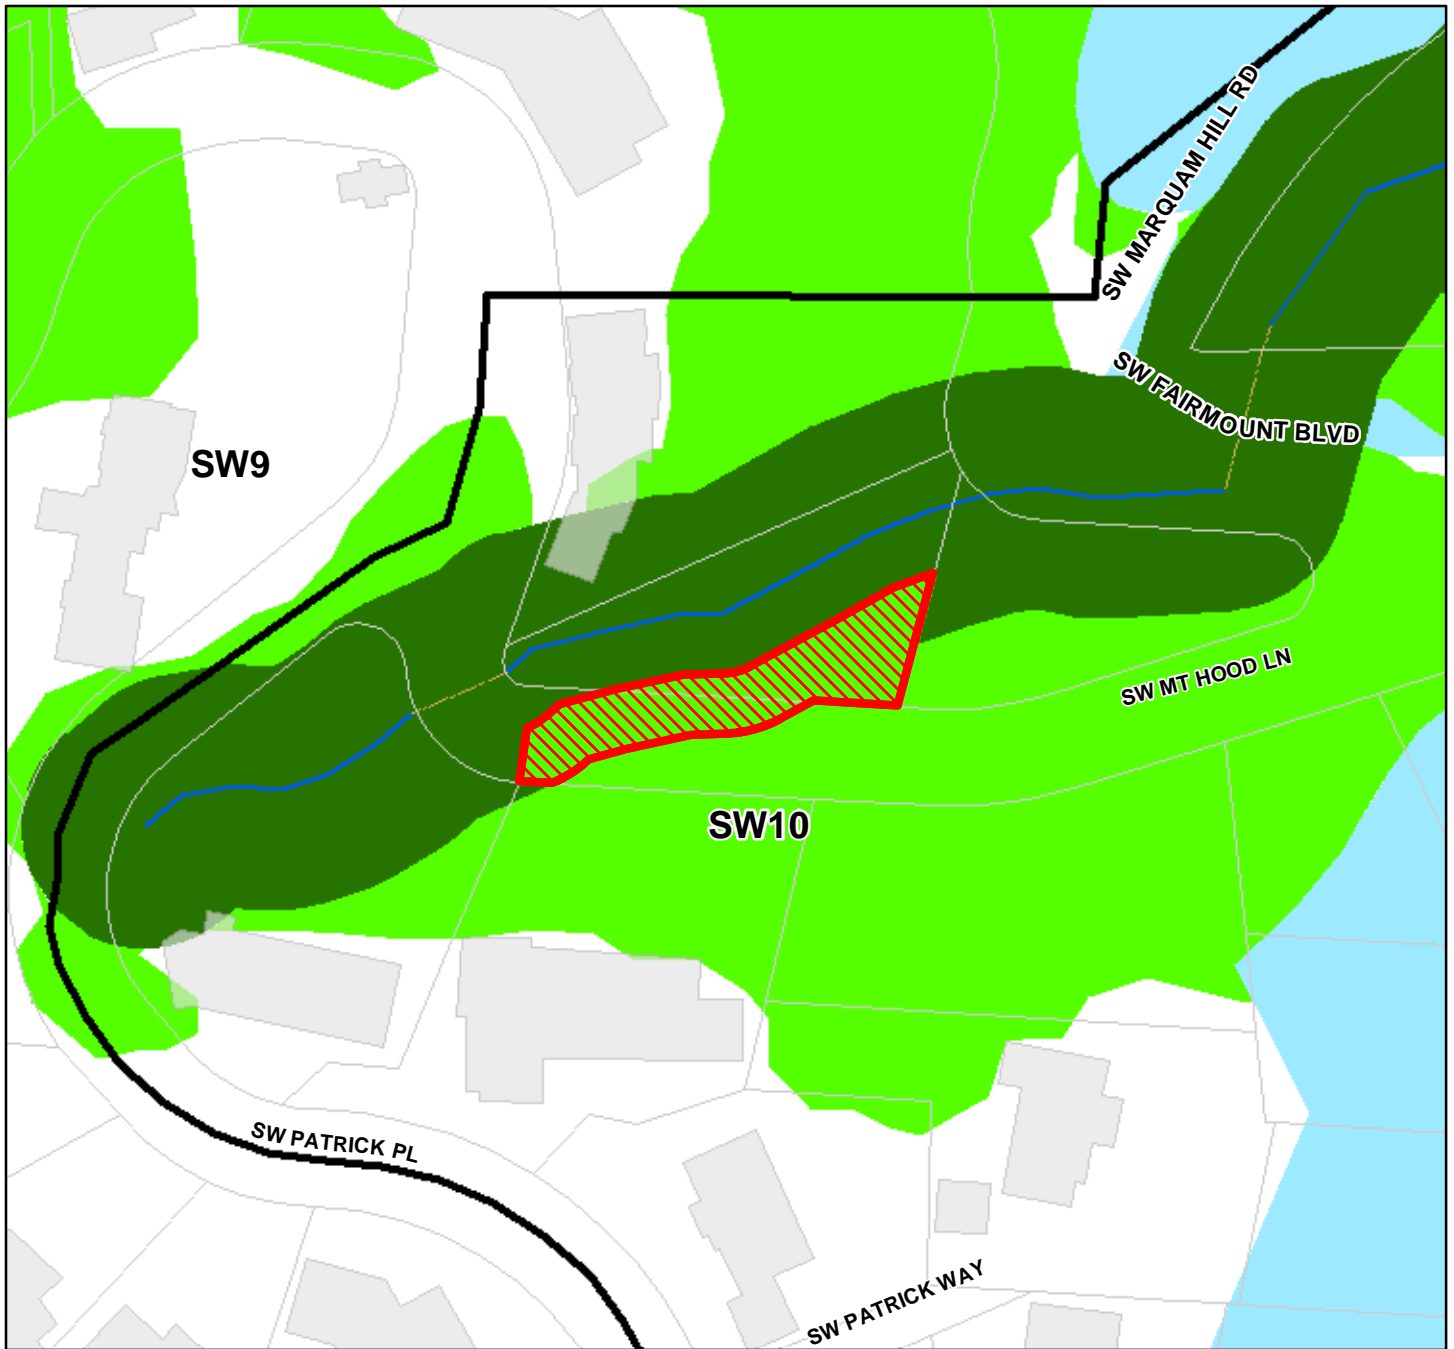 SW MARQUAM HILL RD
SW FAIRMOUNT BLVD
SW9
SW MT HOOD LN
SW10
SW PATRICK PL
SW PATRICK WAY